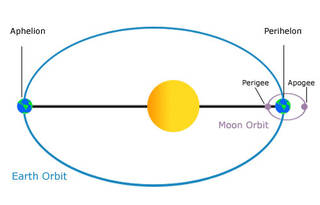 Aphelion
Perihelon
Perigee
Apogee
Moon Orbit
Earth Orbit